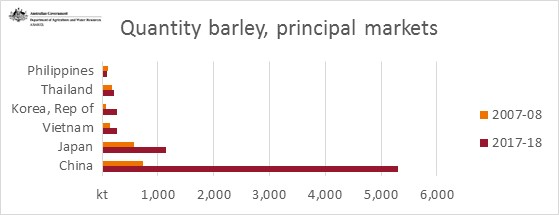 Australian Government
Department of Agriculture and Water Resources
ABARES
Quantity barley, principal markets
Philippines
Thailand
Korea, Rep of
Vietnam
Japan
China
kt 1,000 2,000 3,000 4,000 5,000 6,000
2007-08
2017-18